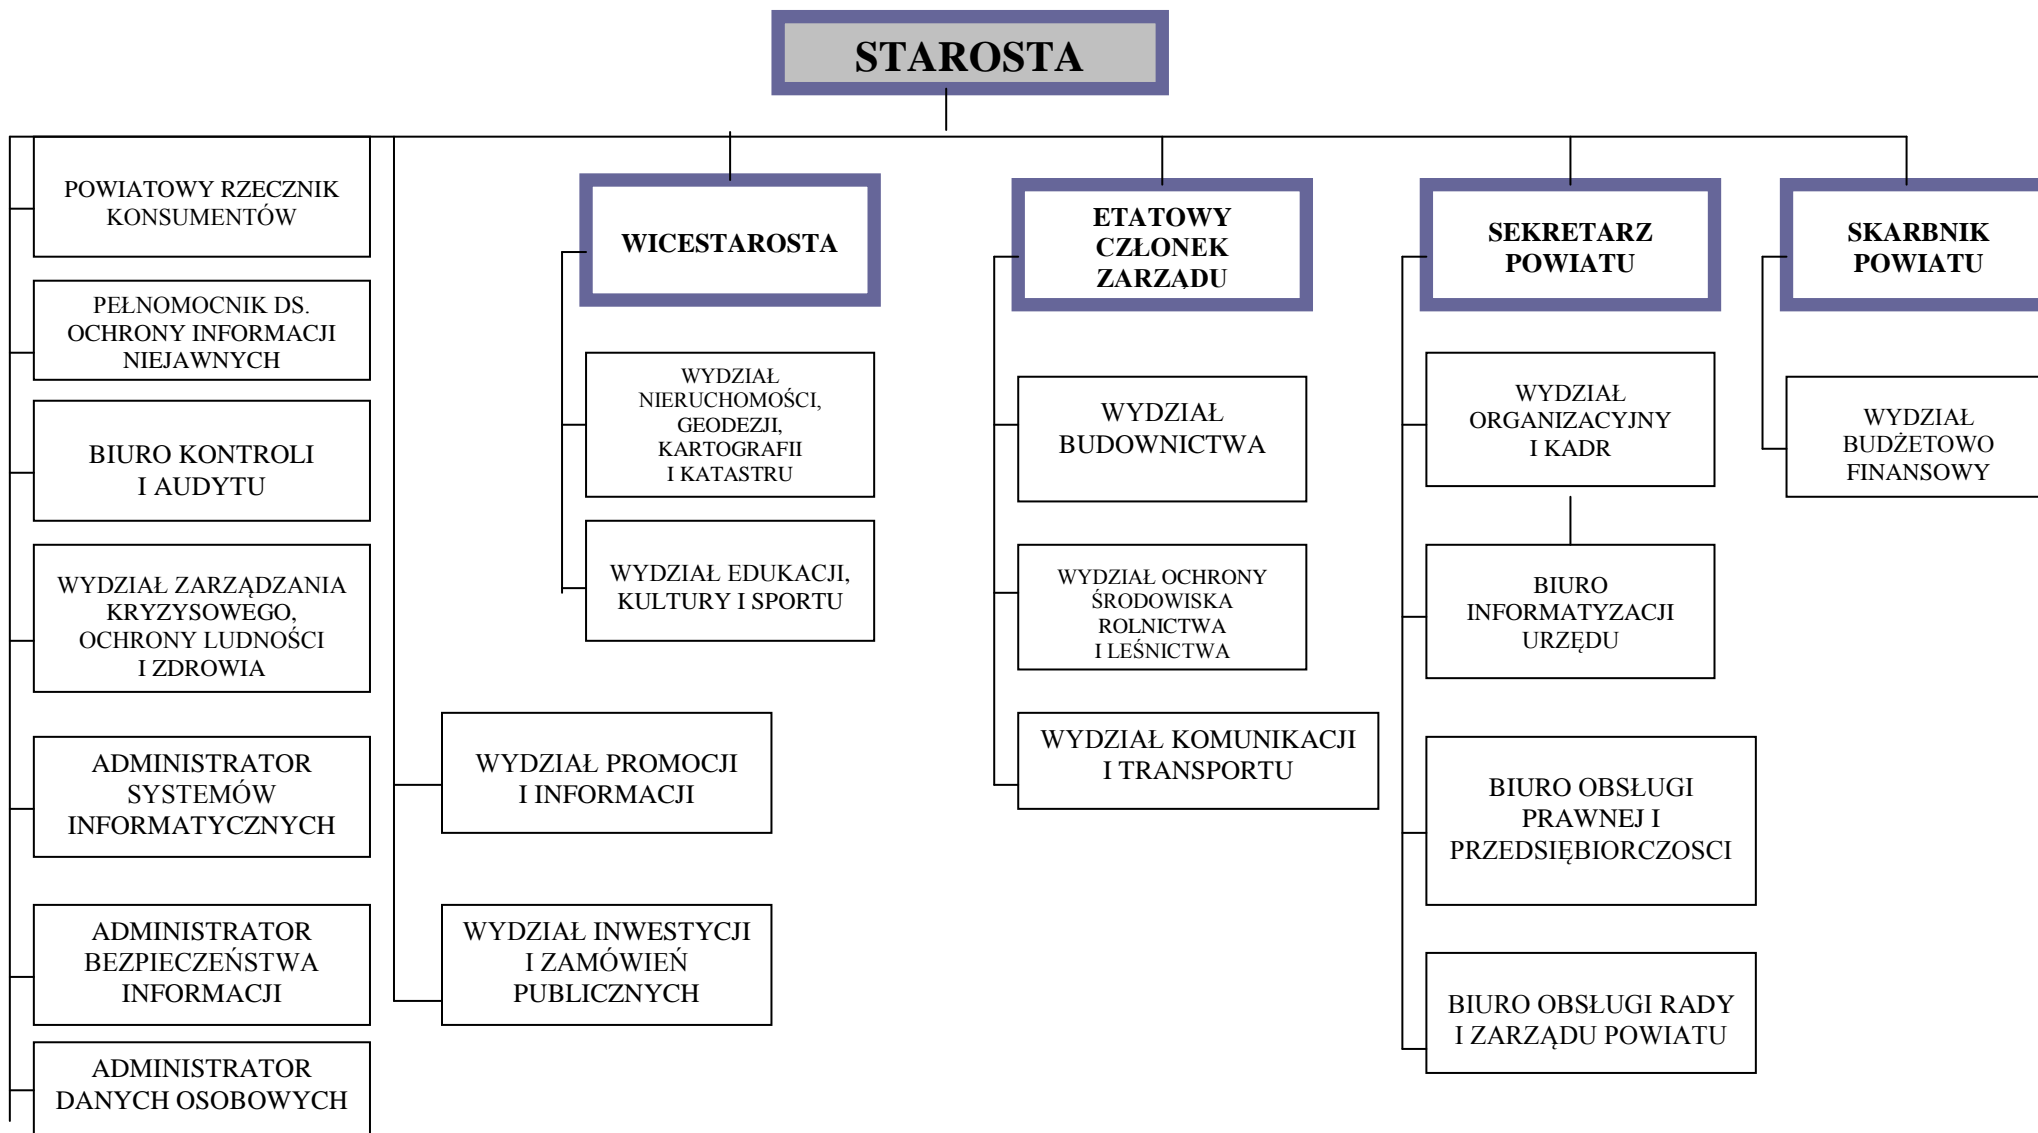 STAROSTA
POWIATOWY RZECZNIK
KONSUMENTÓW
PEŁNOMOCNIK DS.
OCHRONY INFORMACJI
NIEJAWNYCH
BIURO KONTROLI
I AUDYTU
WYDZIAŁ ZARZĄDZANIA
KRYZYSOWEGO,
OCHRONY LUDNOŚCI
I ZDROWIA
ADMINISTRATOR
SYSTEMÓW
INFORMATYCZNYCH
ADMINISTRATOR
BEZPIECZEŃSTWA
INFORMACJI
ADMINISTRATOR
DANYCH OSOBOWYCH
WYDZIAŁ PROMOCJI
I INFORMACJI
WYDZIAŁ INWESTYCJI
I ZAMÓWIEŃ
PUBLICZNYCH
WICESTAROSTA
WYDZIAŁ
NIERUCHOMOŚCI,
GEODEZJI,
KARTOGRAFII
I KATASTRU
WYDZIAŁ EDUKACJI,
KULTURY I SPORTU
ETATOWY
CZŁONEK
ZARZĄDU
WYDZIAŁ
BUDOWNICTWA
WYDZIAŁ OCHRONY
ŚRODOWISKA
ROLNICTWA
I LEŚNICTWA
WYDZIAŁ KOMUNIKACJI
I TRANSPORTU
SEKRETARZ
POWIATU
WYDZIAŁ
ORGANIZACYJNY
I KADR
BIURO
INFORMATYZACJI
URZĘDU
BIURO OBSŁUGI
PRAWNEJ I
PRZEDSIĘBIORCZOSCI
BIURO OBSŁUGI RADY
I ZARZĄDU POWIATU
SKARBNIK
POWIATU
WYDZIAŁ
BUDŻETOWO
FINANSOWY